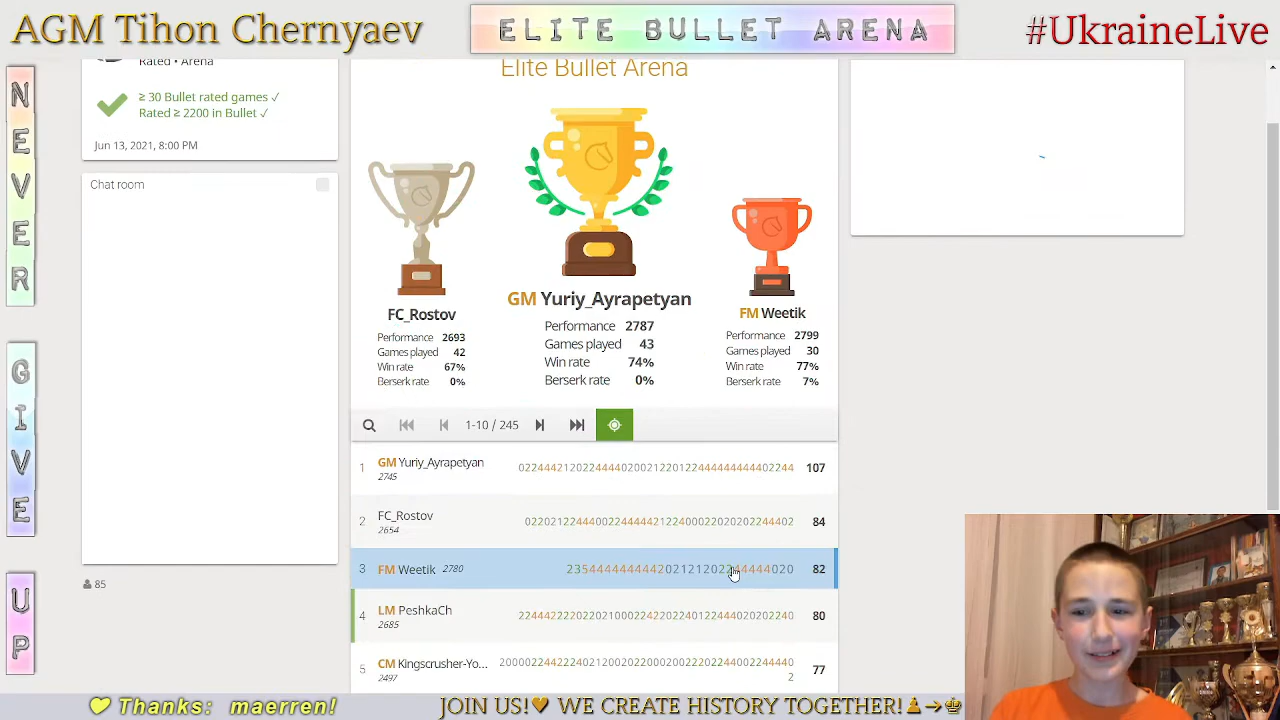 AGM Tihon Chernyaev
ELITE BULLET ARENA
#UkraineLive
NEVER
GIVE
UP
Rated • Arena
≥ 30 Bullet rated games ✓
Rated ≥ 2200 in Bullet ✓
Jun 13, 2021, 8:00 PM
Chat room
85
Elite Bullet Arena
FC_Rostov
Performance 2693
Games played 42
Win rate 67%
Berserk rate 0%
GM Yuriy_Ayrapetyan
Performance 2787
Games played 43
Win rate 74%
Berserk rate 0%
FM Weetik
Performance 2799
Games played 30
Win rate 77%
Berserk rate 7%
1-10 / 245
1 GM Yuriy_Ayrapetyan 0224442120224444020021220122444444444402244 107
2745
2 FC_Rostov 022021224440022444442122400022020202244402 84
2654
3 FM Weetik 2780 235444444444420212120224444020 82
4 LM PeshkaCh 2244422220220210002242202240122444020202240 80
2685
5 CM Kingscrusher-Yo... 77
2497
Thanks: maerren!
JOIN US! WE CREATE HISTORY TOGETHER!